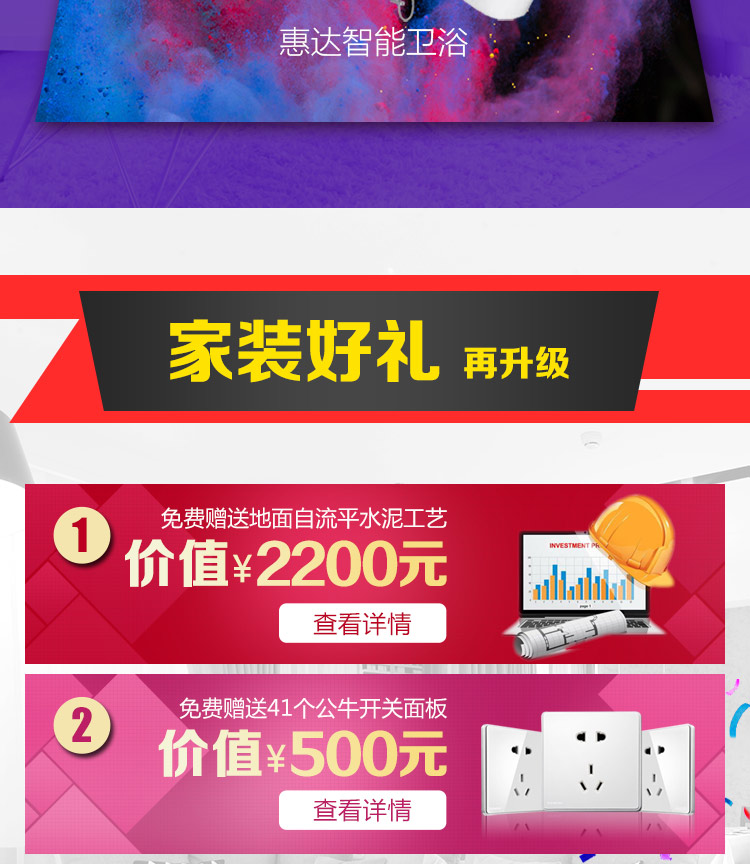 惠达智能卫浴
家装好礼 再升级
1
免费赠送地面自流平水泥工艺
价值¥2200元
查看详情
INVESTMENT PR
page 1
2
免费赠送41个公牛开关面板
价值¥500元
查看详情